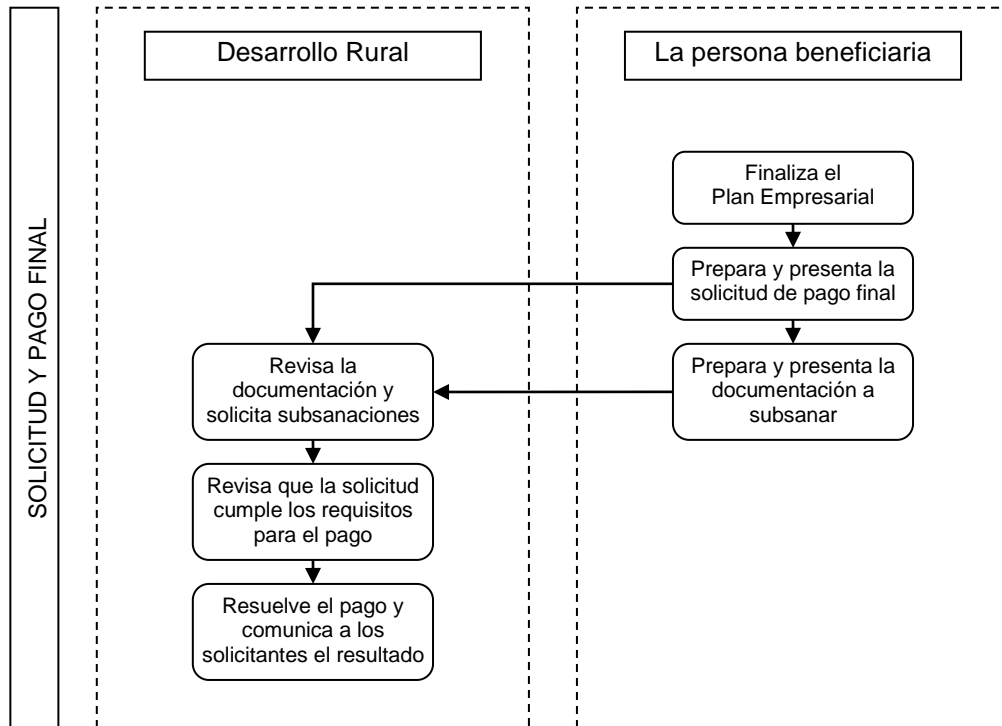 SOLICITUD Y PAGO FINAL
Desarrollo Rural
La persona beneficiaria
Finaliza el
Plan Empresarial
Prepara y presenta la
solicitud de pago final
Revisa la
documentación y
solicita subsanaciones
Prepara y presenta la
documentación a
subsanar
Revisa que la solicitud
cumple los requisitos
para el pago
Resuelve el pago y
comunica a los
solicitantes el resultado